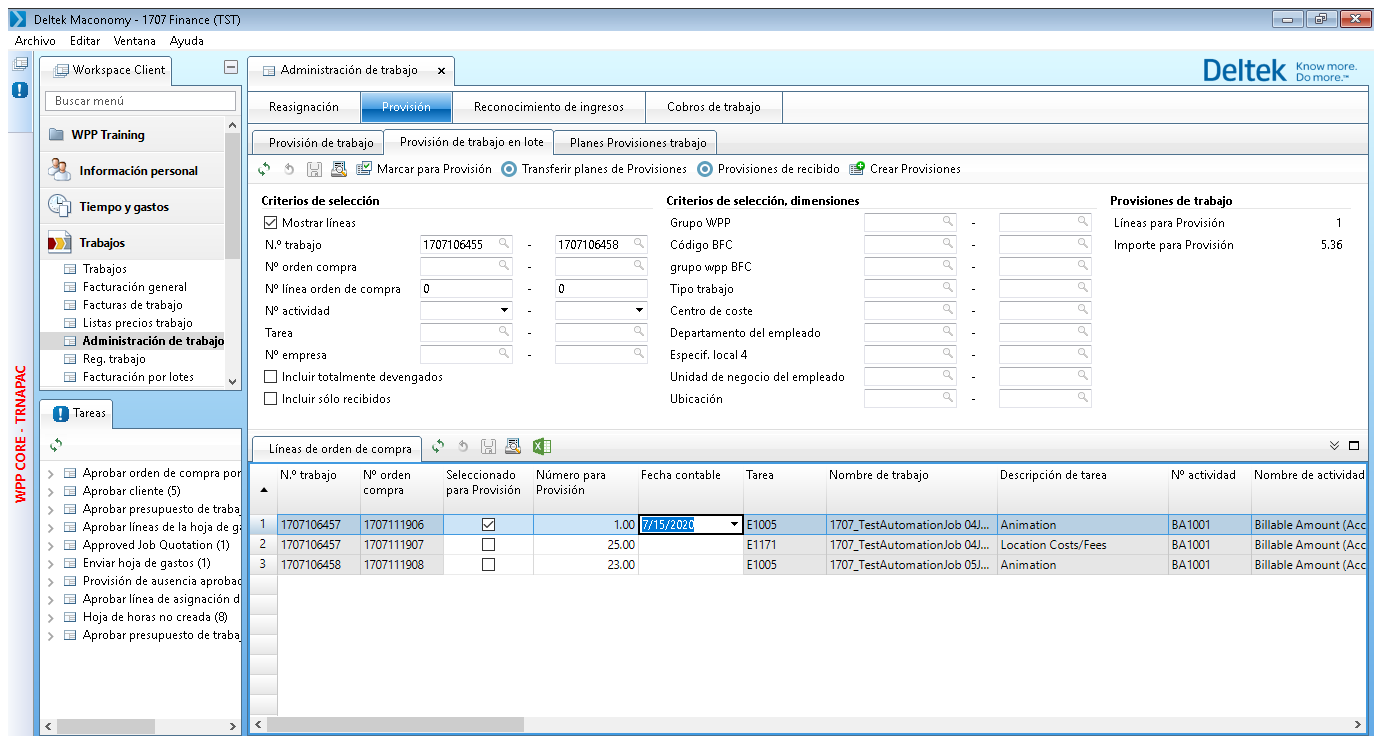 Deltek Maconomy - 1707 Finance (TST)
Archivo Editar Ventana Ayuda
Workspace Client
Buscar menú
WPP Training
Información personal
Tiempo y gastos
Trabajos
Trabajos
Facturación general
Facturas de trabajo
Listas precios trabajo
Administración de trabajo
Reg. trabajo
Facturación por lotes
WPP CORE - TRNAPAC
Tareas
Aprobar orden de compra por
Aprobar cliente (5)
Aprobar presupuesto de traba
Aprobar líneas de la hoja de ga
Approved Job Quotation (1)
Enviar hoja de gastos (1)
Provisión de ausencia aprobad
Aprobar línea de asignación d
Hoja de horas no creada (8)
Aprobar presupuesto de traba
Administración de trabajo x
Deltek Know more. Do more.™
Reasignación Provisión Reconocimiento de ingresos Cobros de trabajo
Provisión de trabajo Provisión de trabajo en lote Planes Provisiones trabajo
Marcar para Provisión Transferir planes de Provisiones Provisiones de recibido Crear Provisiones
Criterios de selección
Mostrar líneas
N.º trabajo 1707106455 - 1707106458
Nº orden compra -
Nº línea orden de compra 0 - 0
Nº actividad -
Tarea -
Nº empresa -
Incluir totalmente devengados
Incluir sólo recibidos
Criterios de selección, dimensiones
Grupo WPP -
Código BFC -
grupo wpp BFC -
Tipo trabajo -
Centro de coste -
Departamento del empleado -
Especif. local 4 -
Unidad de negocio del empleado -
Ubicación -
Provisiones de trabajo
Líneas para Provisión 1
Importe para Provisión 5.36
Líneas de orden de compra
N.º trabajo Nº orden compra Seleccionado para Provisión Número para Provisión Fecha contable Tarea Nombre de trabajo Descripción de tarea Nº actividad Nombre de actividad
1 1707106457 1707111906 1.00 7/15/2020 E1005 1707_TestAutomationJob 04J... Animation BA1001 Billable Amount (Acc
2 1707106457 1707111907 25.00 E1171 1707_TestAutomationJob 04J... Location Costs/Fees BA1001 Billable Amount (Acc
3 1707106458 1707111908 23.00 E1005 1707_TestAutomationJob 05J... Animation BA1001 Billable Amount (Acc